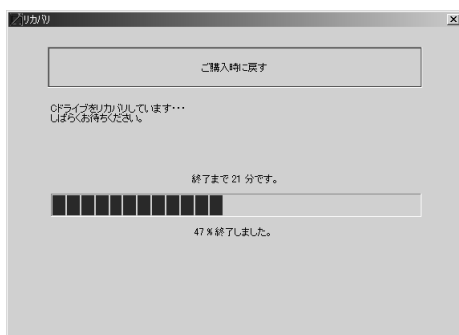 リカバリ
ご購入時に戻す
Cドライブをリカバリしています・・・
しばらくお待ちください。
終了まで 21 分です。
47 % 終了しました。